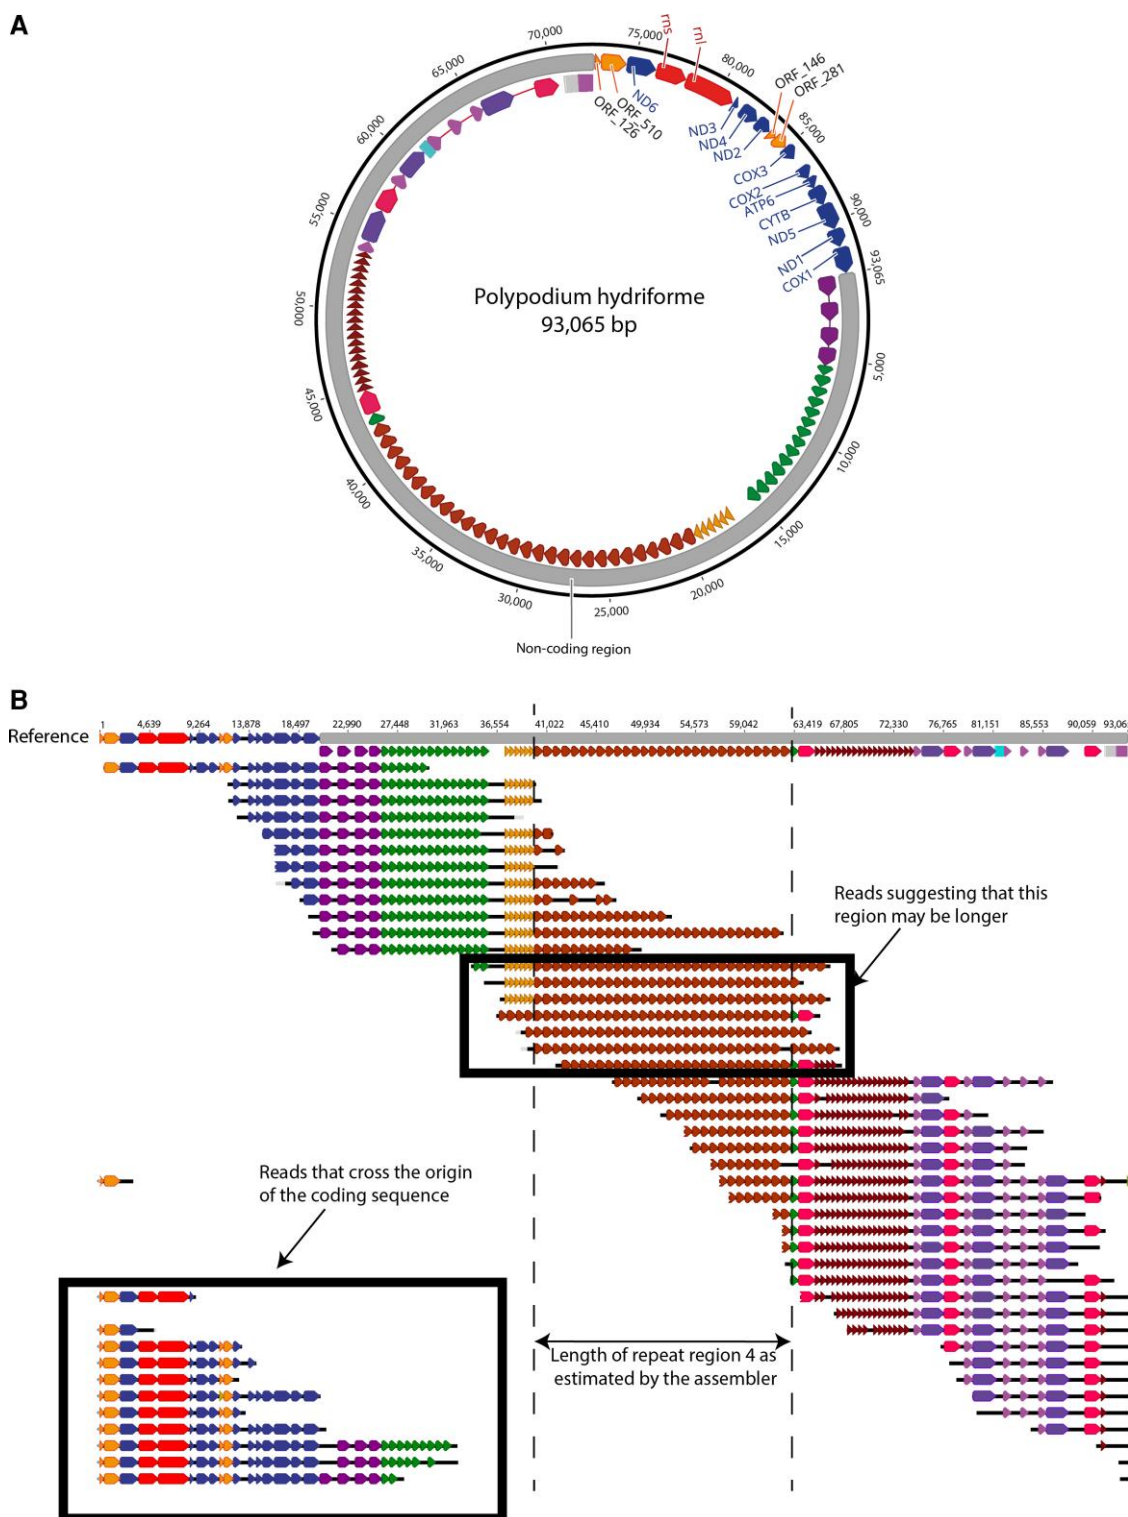 A
70,000
75,000
rns
rnl
65,000
80,000
ORF_146
ORF_281
ND6
ORF_510
ORF_126
60,000
85,000
ND3
ND4
ND2
COX3
COX2
ATP6
CYTB
ND5
ND1
COX1
90,000
93,065
55,000
50,000
Polypodium hydriforme
93,065 bp
5,000
45,000
10,000
40,000
15,000
35,000
20,000
30,000
25,000
Non-coding region
B
1 4,639 9,264 13,878 18,497 22,990 27,448 31,963 36,554 41,022 45,410 49,934 54,573 59,042 63,419 67,805 72,330 76,765 81,151 85,553 90,059 93,065
Reference
Reads suggesting that this
region may be longer
Reads that cross the origin
of the coding sequence
Length of repeat region 4 as
estimated by the assembler